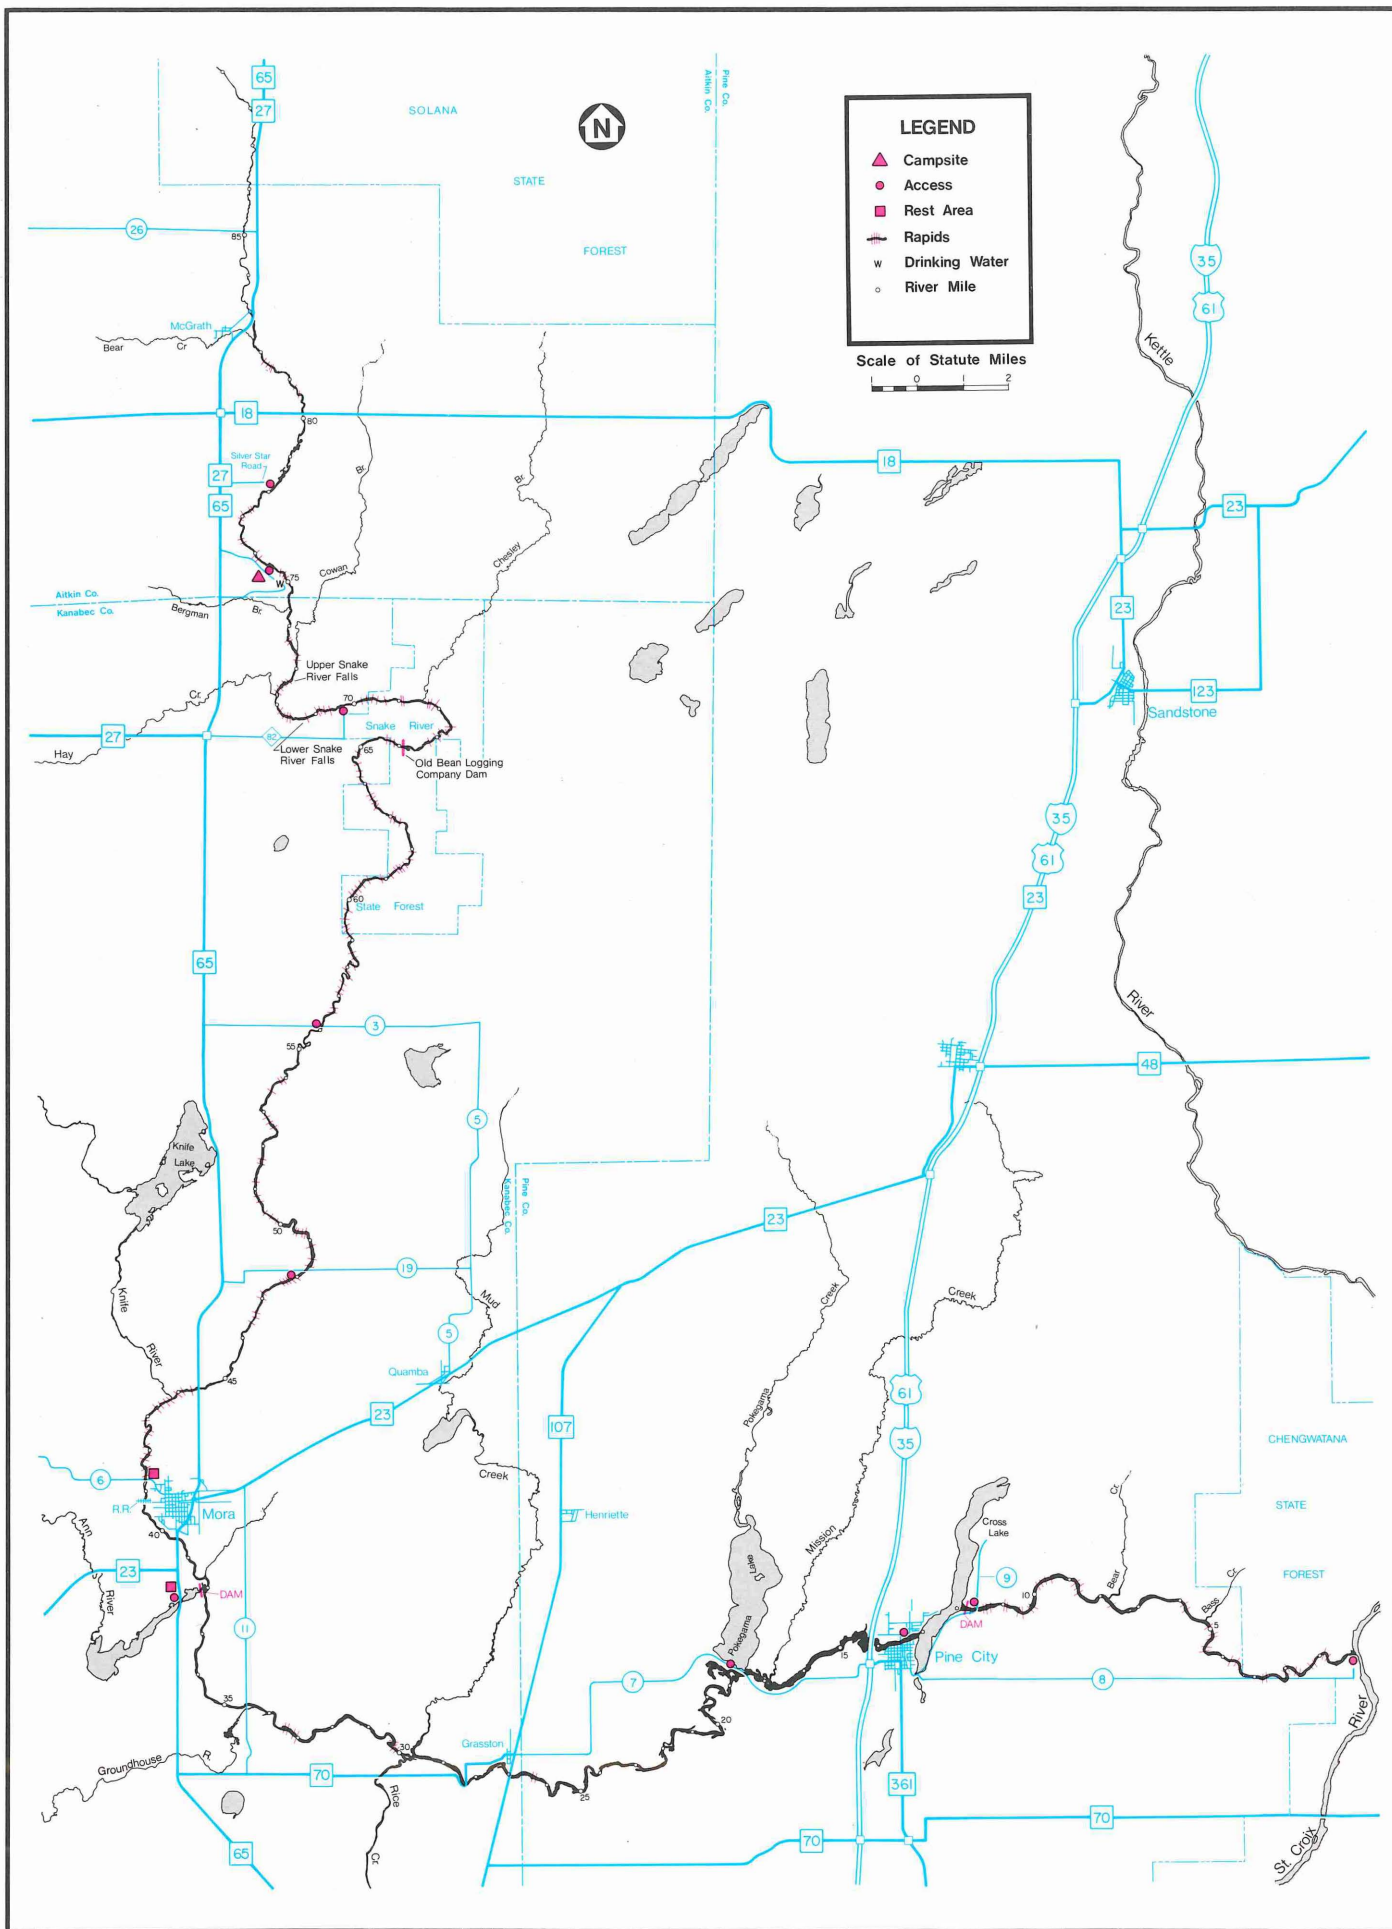 65
27
SOLANA
STATE
FOREST
N
Pine Co.
Aitkin Co.
LEGEND
Campsite
Access
Rest Area
Rapids
W Drinking Water
River Mile
Scale of Statute Miles
1 0 1 2
35
61
Kettle
26
85
McGrath
Bear Cr
18
80
Silver Star
Road
27
65
Br.
Br.
18
23
W
75
Cowan
Chesley
Aitkin Co.
Kanabec Co.
Bergman Br.
23
Upper Snake
River Falls
Cr.
70
123
Sandstone
27
Hay
82
Snake River
Lower Snake
River Falls
65
Old Bean Logging
Company Dam
35
61
23
60
State Forest
65
River
3
55
48
5
Knife
Lake
Pine Co.
Kanabec Co.
50
23
19
Knife
River
Mud
Creek
Creek
5
Quamba
45
61
23
107
Pokegama
35
CHENGWATANA
6
Creek
Cr.
R.R.
Mora
Henriette
STATE
Ann
40
Cross
Lake
Mission
23
River
DAM
Lake
9
10
Bear
FOREST
Cr.
Bass
11
Pokegama
DAM
5
15
Pine City
7
8
35
20
River
Grasston
30
Groundhouse R.
70
Rice
25
361
70
70
65
Cr.
St. Croix